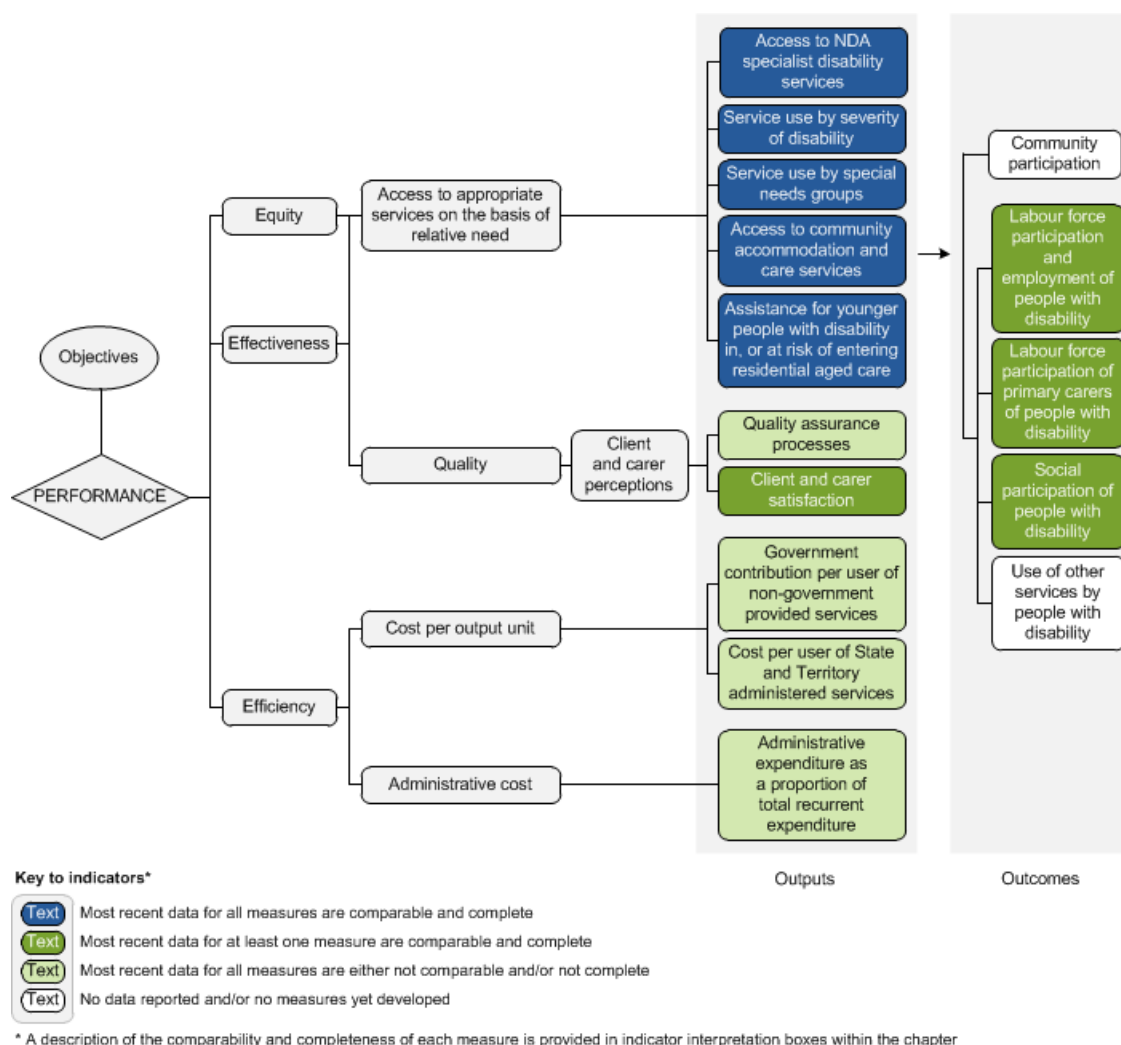 Objectives
PERFORMANCE
Equity
Effectiveness
Efficiency
Access to appropriate
services on the basis of
relative need
Quality
Client
and carer
perceptions
Cost per output unit
Administrative cost
Access to NDA
specialist disability
services
Service use by severity
of disability
Service use by special
needs groups
Access to community
accommodation and
care services
Assistance for younger
people with disability
in, or at risk of entering
residential aged care
Quality assurance
processes
Client and carer
satisfaction
Government
contribution per user of
non-government
provided services
Cost per user of State
and Territory
administered services
Administrative
expenditure as
a proportion of
total recurrent
expenditure
Outputs
Community
participation
Labour force
participation
and
employment of
people with
disability
Labour force
participation of
primary carers
of people with
disability
Social
participation of
people with
disability
Use of other
services by
people with
disability
Outcomes
Key to indicators*
Text Most recent data for all measures are comparable and complete
Text Most recent data for at least one measure are comparable and complete
Text Most recent data for all measures are either not comparable and/or not complete
Text No data reported and/or no measures yet developed
* A description of the comparability and completeness of each measure is provided in indicator interpretation boxes within the chapter